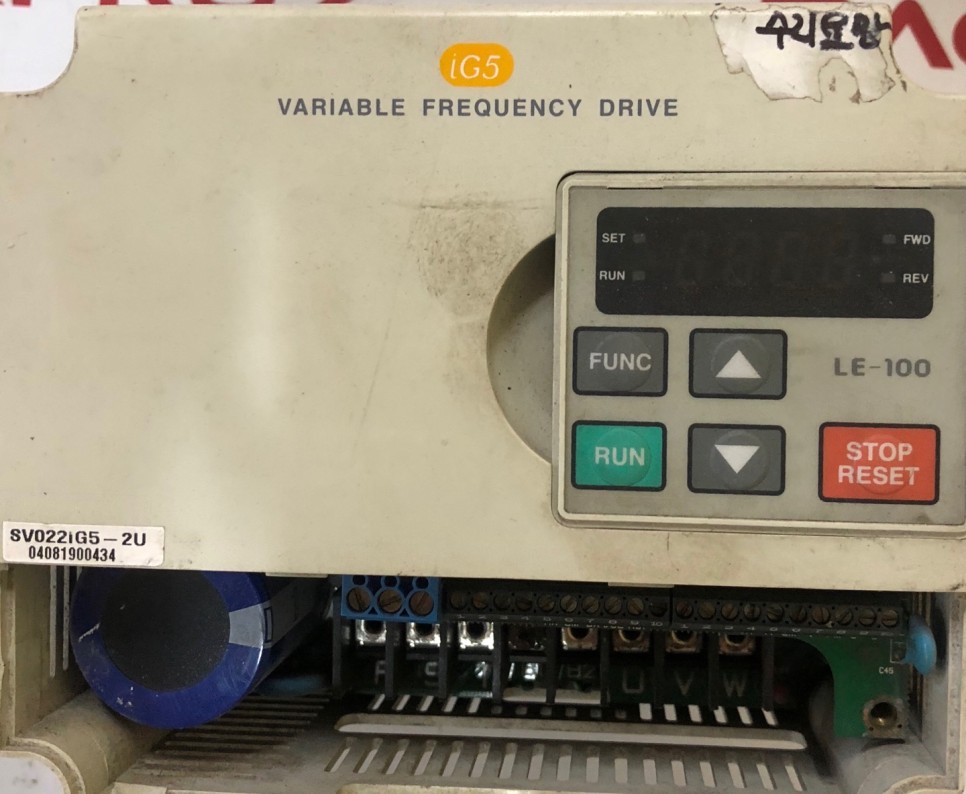 수리요망
iG5
VARIABLE FREQUENCY DRIVE
SET
FWD
RUN
REV
FUNC
LE-100
RUN
STOP
RESET
SV022iG5-2U
04081900434
R S T B2 U V W
C45